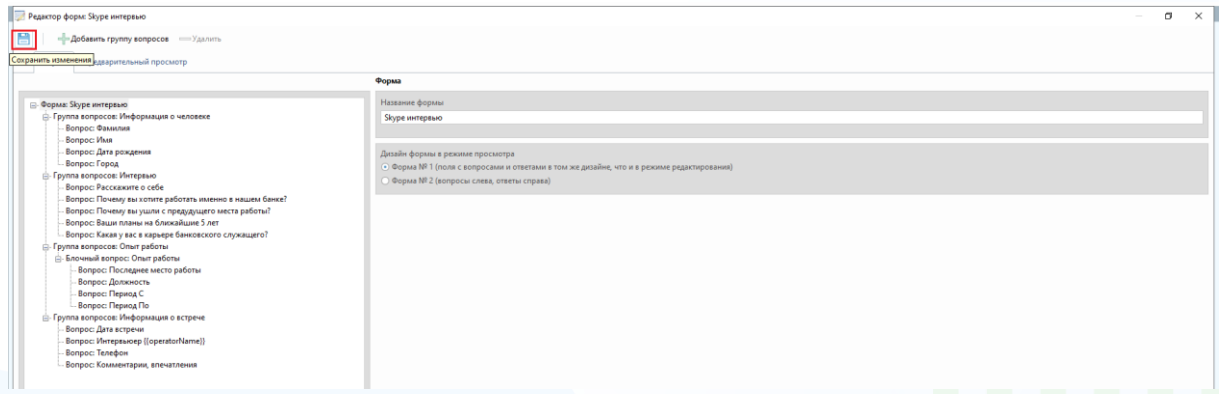 Редактор форм: Skype интервью
Добавить группу вопросов Удалить
Сохранить изменения
едварительный просмотр
Форма
Форма: Skype интервью
Группа вопросов: Информация о человеке
Вопрос: Фамилия
Вопрос: Имя
Вопрос: Дата рождения
Вопрос: Город
Группа вопросов: Интервью
Вопрос: Расскажите о себе
Вопрос: Почему вы хотите работать именно в нашем банке?
Вопрос: Почему вы ушли с предудущего места работы?
Вопрос: Ваши планы на ближайшие 5 лет
Вопрос: Какая у вас в карьере банковского служащего?
Группа вопросов: Опыт работы
Блочный вопрос: Опыт работы
Вопрос: Последнее место работы
Вопрос: Должность
Вопрос: Период С
Вопрос: Период По
Группа вопросов: Информация о встрече
Вопрос: Дата встречи
Вопрос: Интервьюер {{operatorName}}
Вопрос: Телефон
Вопрос: Комментарии, впечатления
Название формы
Skype интервью
Дизайн формы в режиме просмотра
Форма № 1 (поля с вопросами и ответами в том же дизайне, что и в режиме редактирования)
Форма № 2 (вопросы слева, ответы справа)